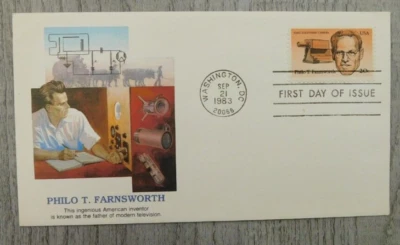 USA
Philo T. Farnsworth
20c
WASHINGTON, DC
SEP
21
1983
20066
FIRST DAY OF ISSUE
PHILO T. FARNSWORTH
This ingenious American inventor
is known as the father of modern television